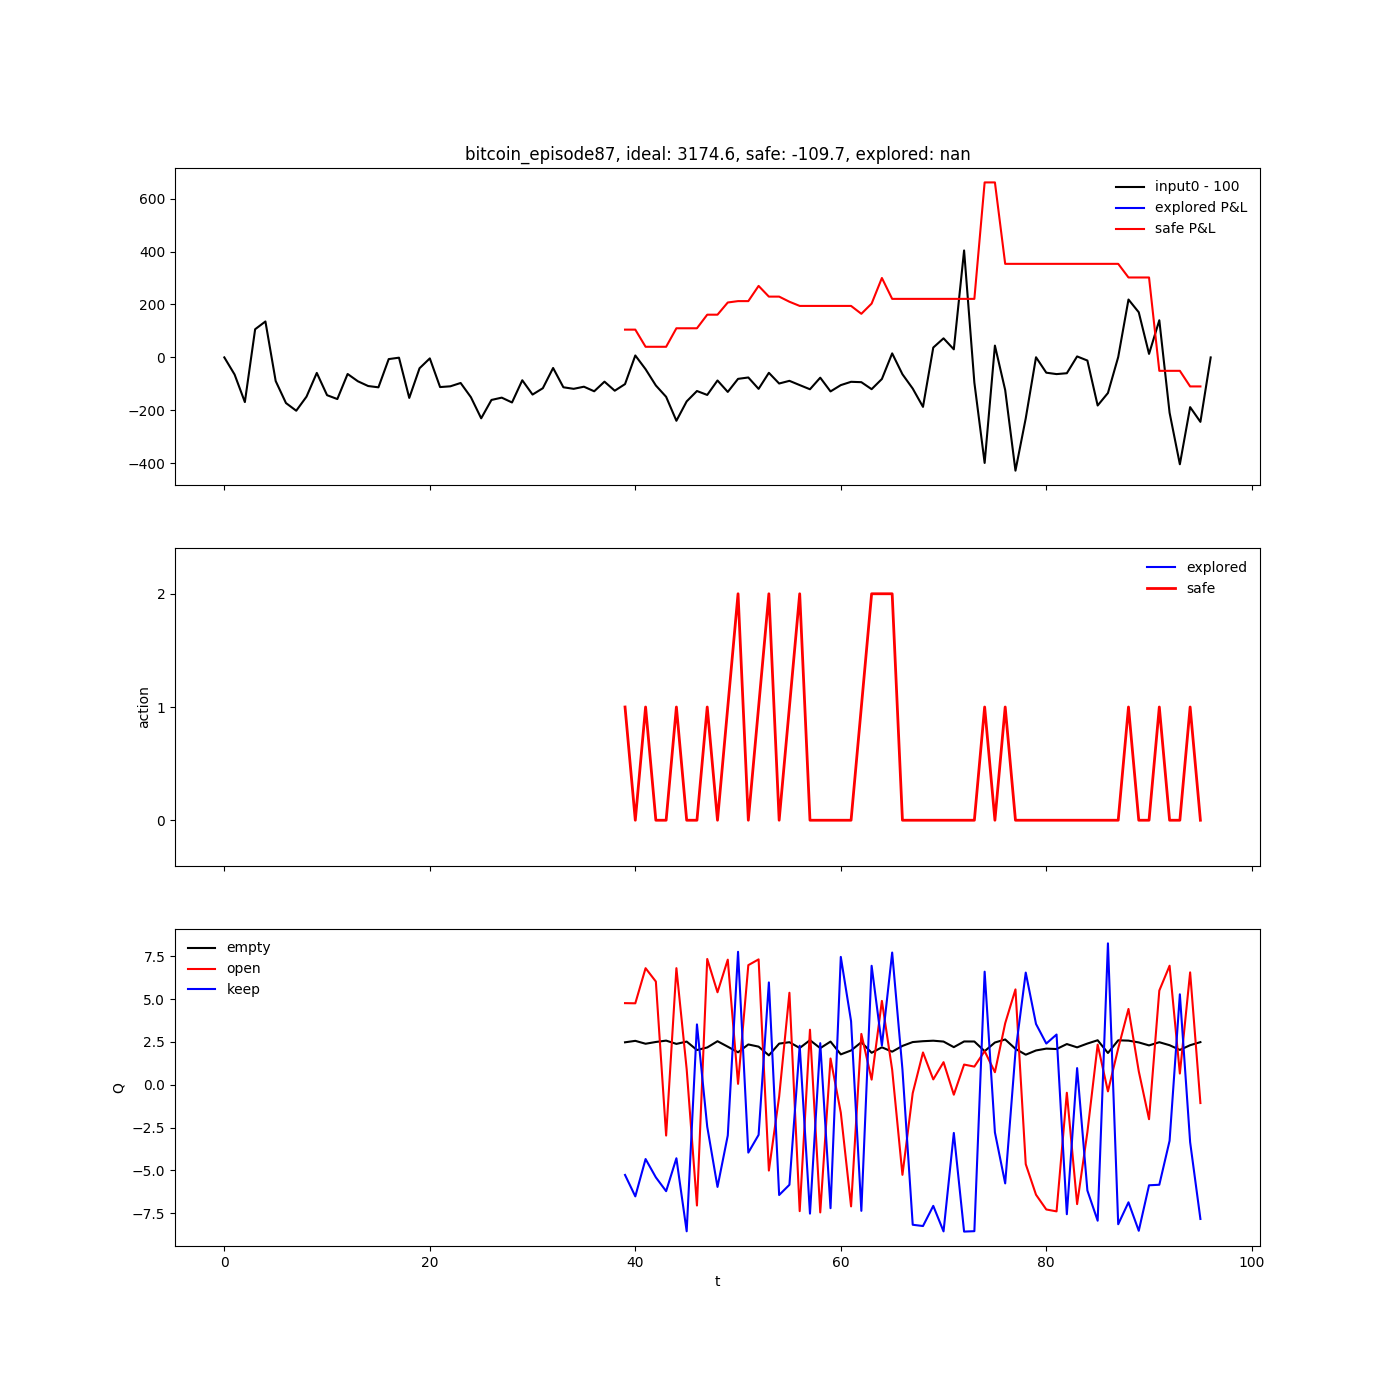 bitcoin_episode87, ideal: 3174.6, safe: -109.7, explored: nan
600
400
200
0
−200
−400
input0 - 100
explored P&L
safe P&L
action
2
1
0
explored
safe
Q
7.5
5.0
2.5
0.0
−2.5
−5.0
−7.5
empty
open
keep
0 20 40 60 80 100
t